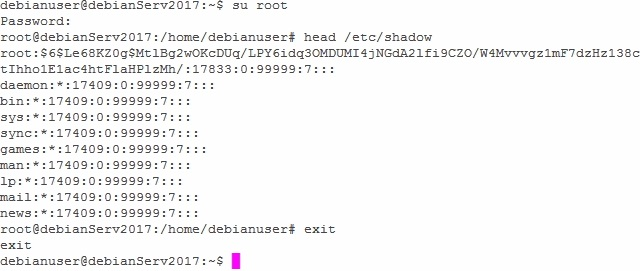 debianuser@debianServ2017:~$ su root
Password:
root@debianServ2017:/home/debianuser# head /etc/shadow
root:$6$Le68KZ0g$MtlBg2wOKcDUq/LPY6idq3OMDUMI4jNGdA2lfi9CZO/W4Mvvvgz1mF7dzHz138c
tIhho1E1ac4htFlaHPlzMh/:17833:0:99999:7:::
daemon:*:17409:0:99999:7:::
bin:*:17409:0:99999:7:::
sys:*:17409:0:99999:7:::
sync:*:17409:0:99999:7:::
games:*:17409:0:99999:7:::
man:*:17409:0:99999:7:::
lp:*:17409:0:99999:7:::
mail:*:17409:0:99999:7:::
news:*:17409:0:99999:7:::
root@debianServ2017:/home/debianuser# exit
exit
debianuser@debianServ2017:~$